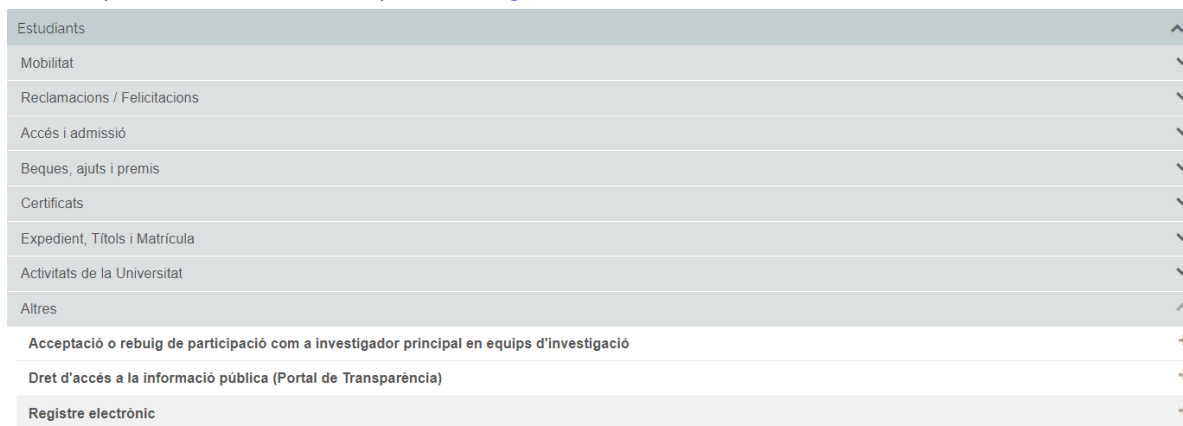 Estudiants
Mobilitat
Reclamacions / Felicitacions
Accés i admissió
Beques, ajuts i premis
Certificats
Expedient, Títols i Matrícula
Activitats de la Universitat
Altres
Acceptació o rebuig de participació com a investigador principal en equips d'investigació
Dret d'accés a la informació pública (Portal de Transparència)
Registre electrònic